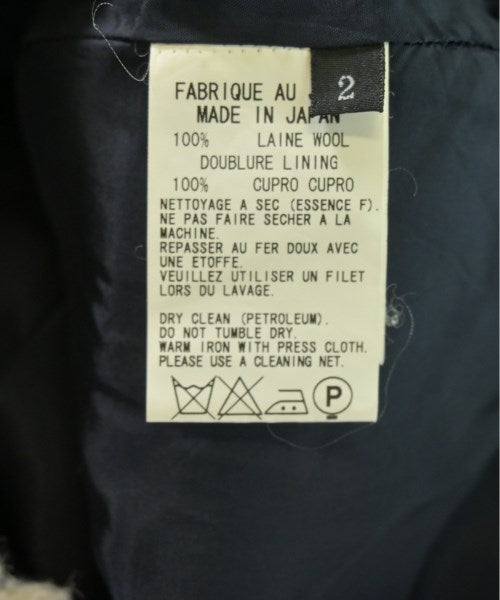 2
FABRIQUE AU
MADE IN JAPAN
100% LAINE WOOL
DOUBLURE LINING
100% CUPRO CUPRO
NETTOYAGE A SEC (ESSENCE F).
NE PAS FAIRE SECHER A LA
MACHINE.
REPASSER AU FER DOUX AVEC
UNE ETOFFE.
VEUILLEZ UTILISER UN FILET
LORS DU LAVAGE.
DRY CLEAN (PETROLEUM).
DO NOT TUMBLE DRY.
WARM IRON WITH PRESS CLOTH.
PLEASE USE A CLEANING NET.
P